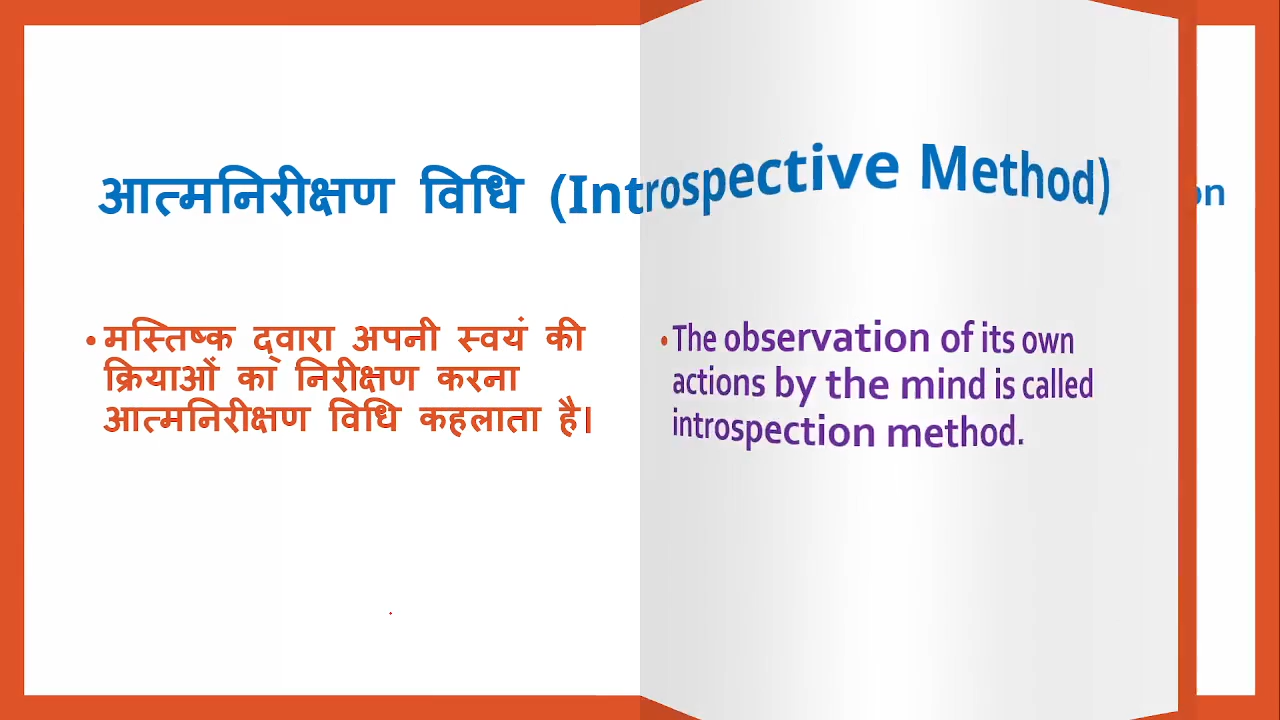 आत्मनिरीक्षण विधि (Introspective Method)
on
• मस्तिष्क द्वारा अपनी स्वयं की
क्रियाओं का निरीक्षण करना
आत्मनिरीक्षण विधि कहलाता है।
• The observation of its own
actions by the mind is called
introspection method.